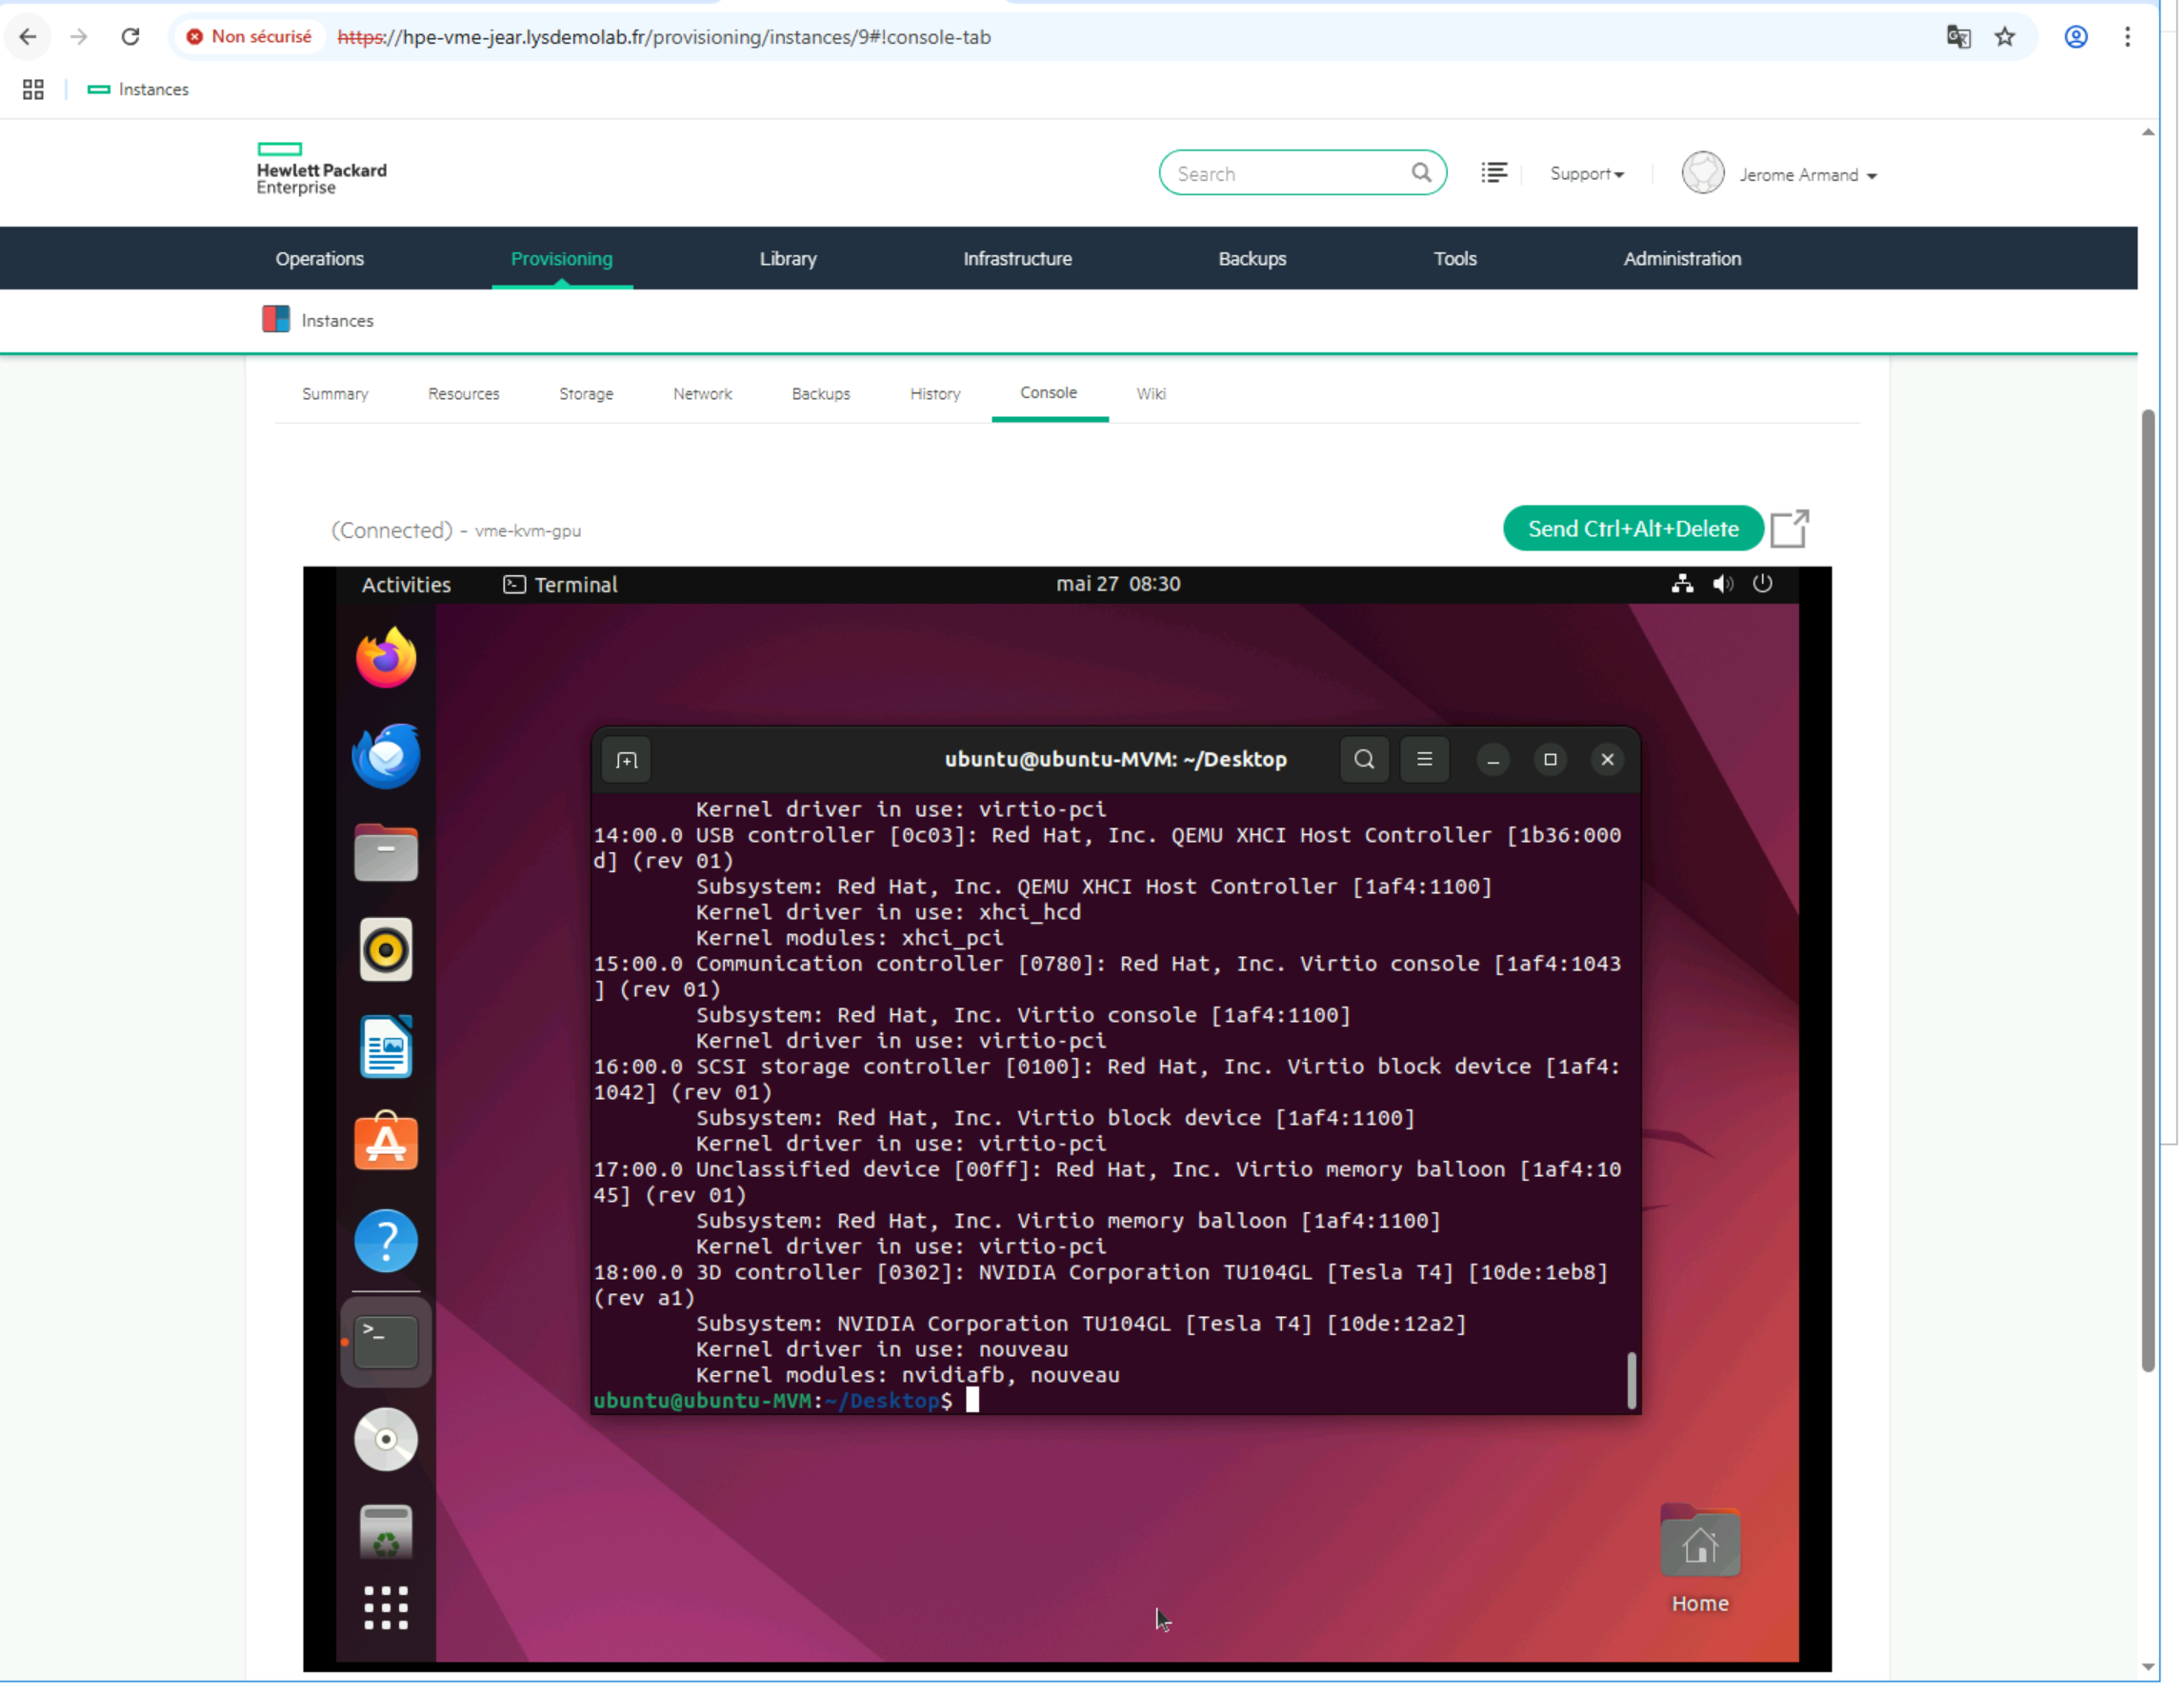 Non sécurisé https://hpe-vme-jear.lysdemolab.fr/provisioning/instances/9#!console-tab
Instances
Hewlett Packard
Enterprise
Search
Support
Jerome Armand
Operations Provisioning Library Infrastructure Backups Tools Administration
Instances
Summary Resources Storage Network Backups History Console Wiki
(Connected) - vme-kvm-gpu
Send Ctrl+Alt+Delete
Activities Terminal mai 27 08:30
ubuntu@ubuntu-MVM: ~/Desktop
Kernel driver in use: virtio-pci
14:00.0 USB controller [0c03]: Red Hat, Inc. QEMU XHCI Host Controller [1b36:000
d] (rev 01)
Subsystem: Red Hat, Inc. QEMU XHCI Host Controller [1af4:1100]
Kernel driver in use: xhci_hcd
Kernel modules: xhci_pci
15:00.0 Communication controller [0780]: Red Hat, Inc. Virtio console [1af4:1043
] (rev 01)
Subsystem: Red Hat, Inc. Virtio console [1af4:1100]
Kernel driver in use: virtio-pci
16:00.0 SCSI storage controller [0100]: Red Hat, Inc. Virtio block device [1af4:
1042] (rev 01)
Subsystem: Red Hat, Inc. Virtio block device [1af4:1100]
Kernel driver in use: virtio-pci
17:00.0 Unclassified device [00ff]: Red Hat, Inc. Virtio memory balloon [1af4:10
45] (rev 01)
Subsystem: Red Hat, Inc. Virtio memory balloon [1af4:1100]
Kernel driver in use: virtio-pci
18:00.0 3D controller [0302]: NVIDIA Corporation TU104GL [Tesla T4] [10de:1eb8]
(rev a1)
Subsystem: NVIDIA Corporation TU104GL [Tesla T4] [10de:12a2]
Kernel driver in use: nouveau
Kernel modules: nvidiafb, nouveau
ubuntu@ubuntu-MVM:~/Desktop$
Home